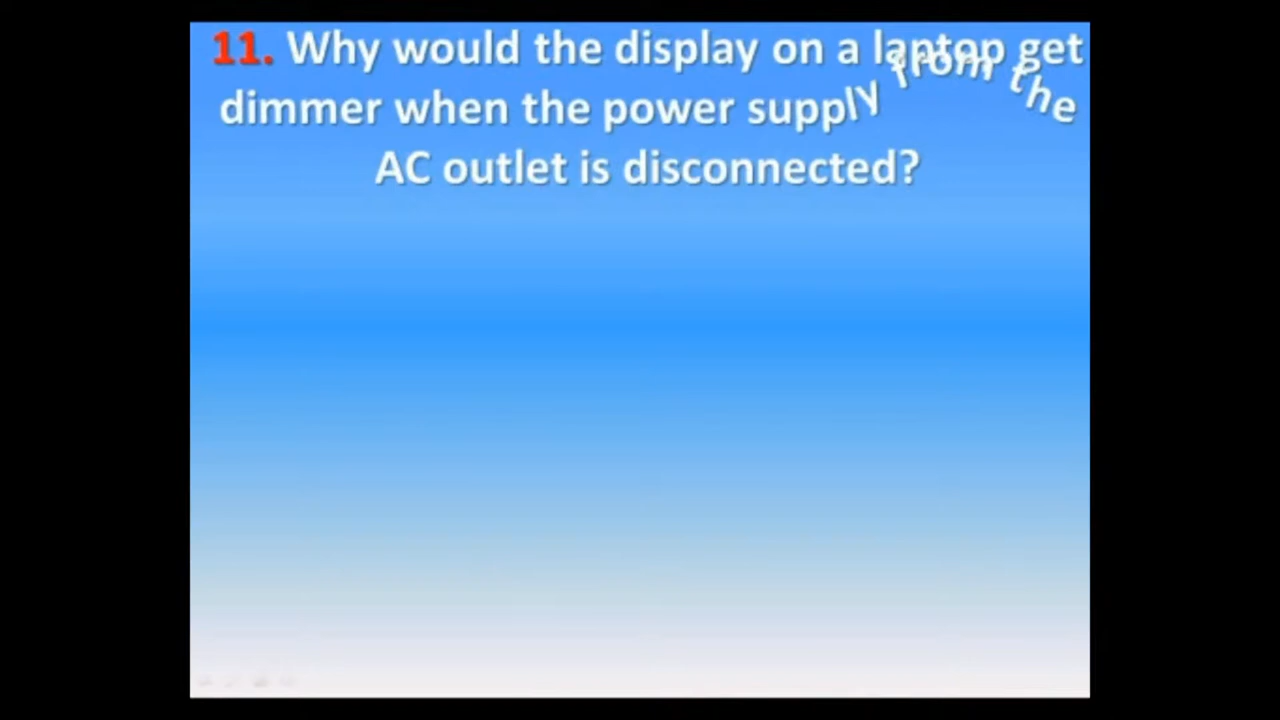 11. Why would the display on a laptop get
dimmer when the power supply from the
AC outlet is disconnected?